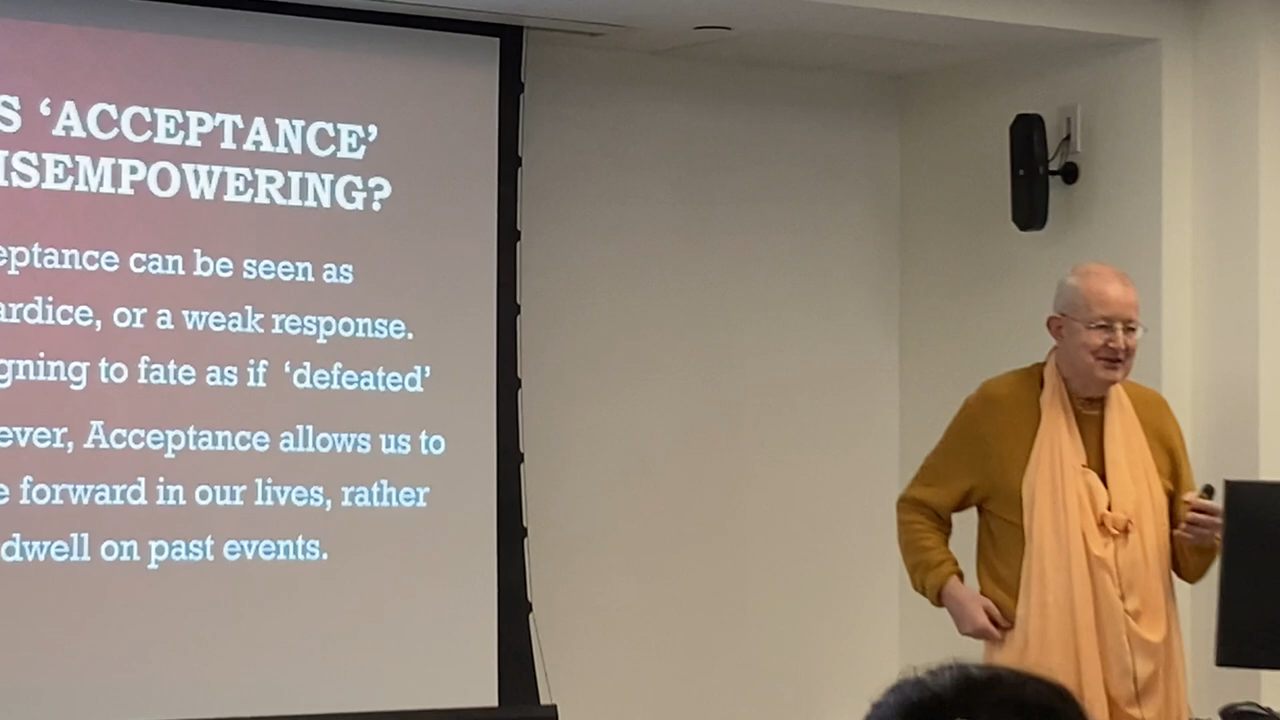 S ‘ACCEPTANCE’
ISEMPOWERING?
eptance can be seen as
ardice, or a weak response.
gning to fate as if ‘defeated’
ever, Acceptance allows us to
e forward in our lives, rather
dwell on past events.